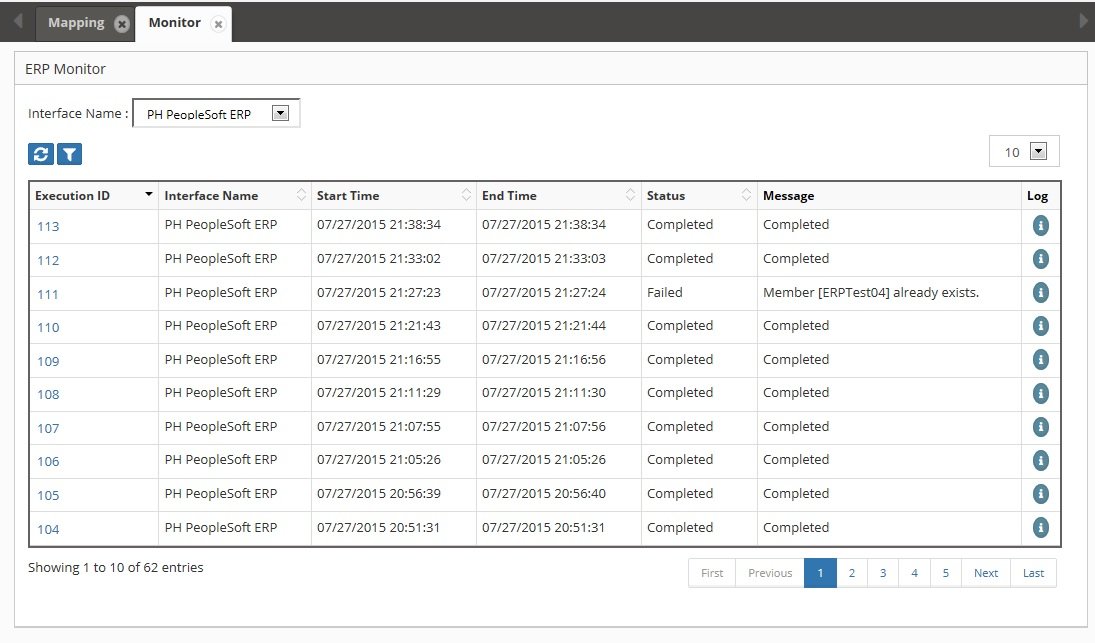 Mapping Monitor
ERP Monitor
Interface Name : PH PeopleSoft ERP
10
Execution ID Interface Name Start Time End Time Status Message Log
113 PH PeopleSoft ERP 07/27/2015 21:38:34 07/27/2015 21:38:34 Completed Completed
112 PH PeopleSoft ERP 07/27/2015 21:33:02 07/27/2015 21:33:03 Completed Completed
111 PH PeopleSoft ERP 07/27/2015 21:27:23 07/27/2015 21:27:24 Failed Member [ERPTest04] already exists.
110 PH PeopleSoft ERP 07/27/2015 21:21:43 07/27/2015 21:21:44 Completed Completed
109 PH PeopleSoft ERP 07/27/2015 21:16:55 07/27/2015 21:16:56 Completed Completed
108 PH PeopleSoft ERP 07/27/2015 21:11:29 07/27/2015 21:11:30 Completed Completed
107 PH PeopleSoft ERP 07/27/2015 21:07:55 07/27/2015 21:07:56 Completed Completed
106 PH PeopleSoft ERP 07/27/2015 21:05:26 07/27/2015 21:05:26 Completed Completed
105 PH PeopleSoft ERP 07/27/2015 20:56:39 07/27/2015 20:56:40 Completed Completed
104 PH PeopleSoft ERP 07/27/2015 20:51:31 07/27/2015 20:51:31 Completed Completed
Showing 1 to 10 of 62 entries First Previous 1 2 3 4 5 Next Last